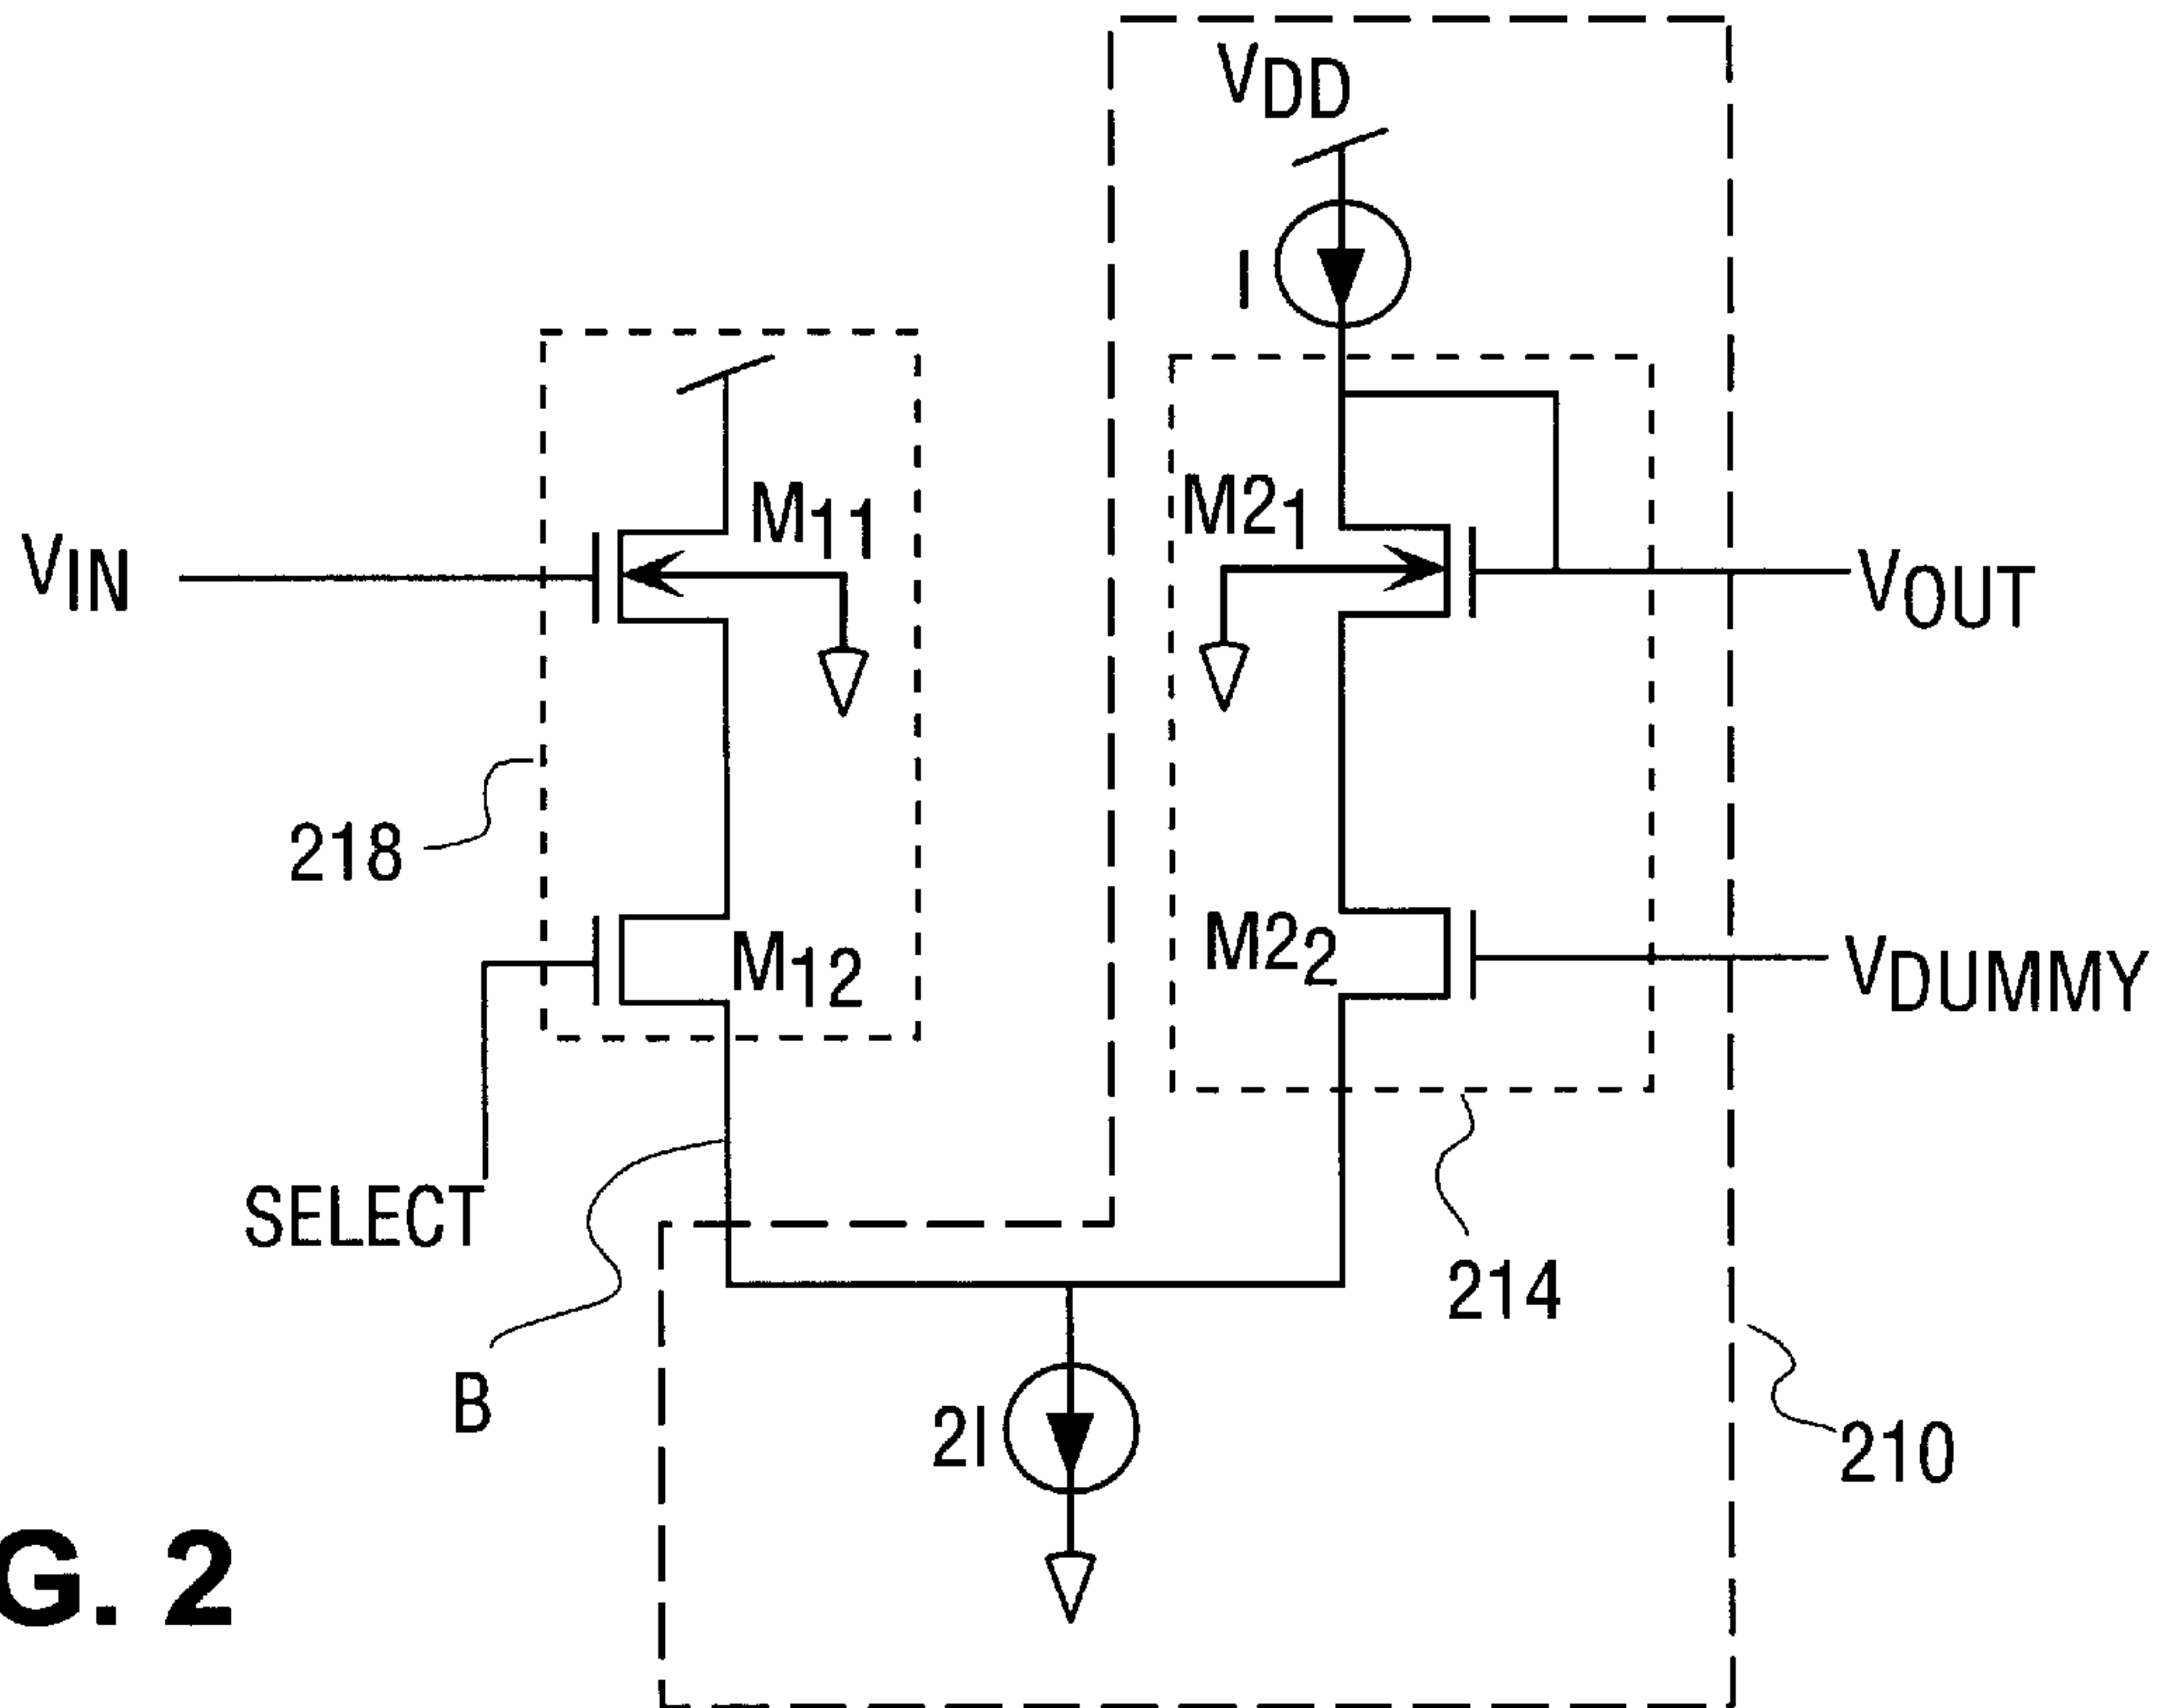 VDD
I
M11
M21
VIN
VOUT
218
M12
M22
VDUMMY
SELECT
214
B
2I
210
G. 2